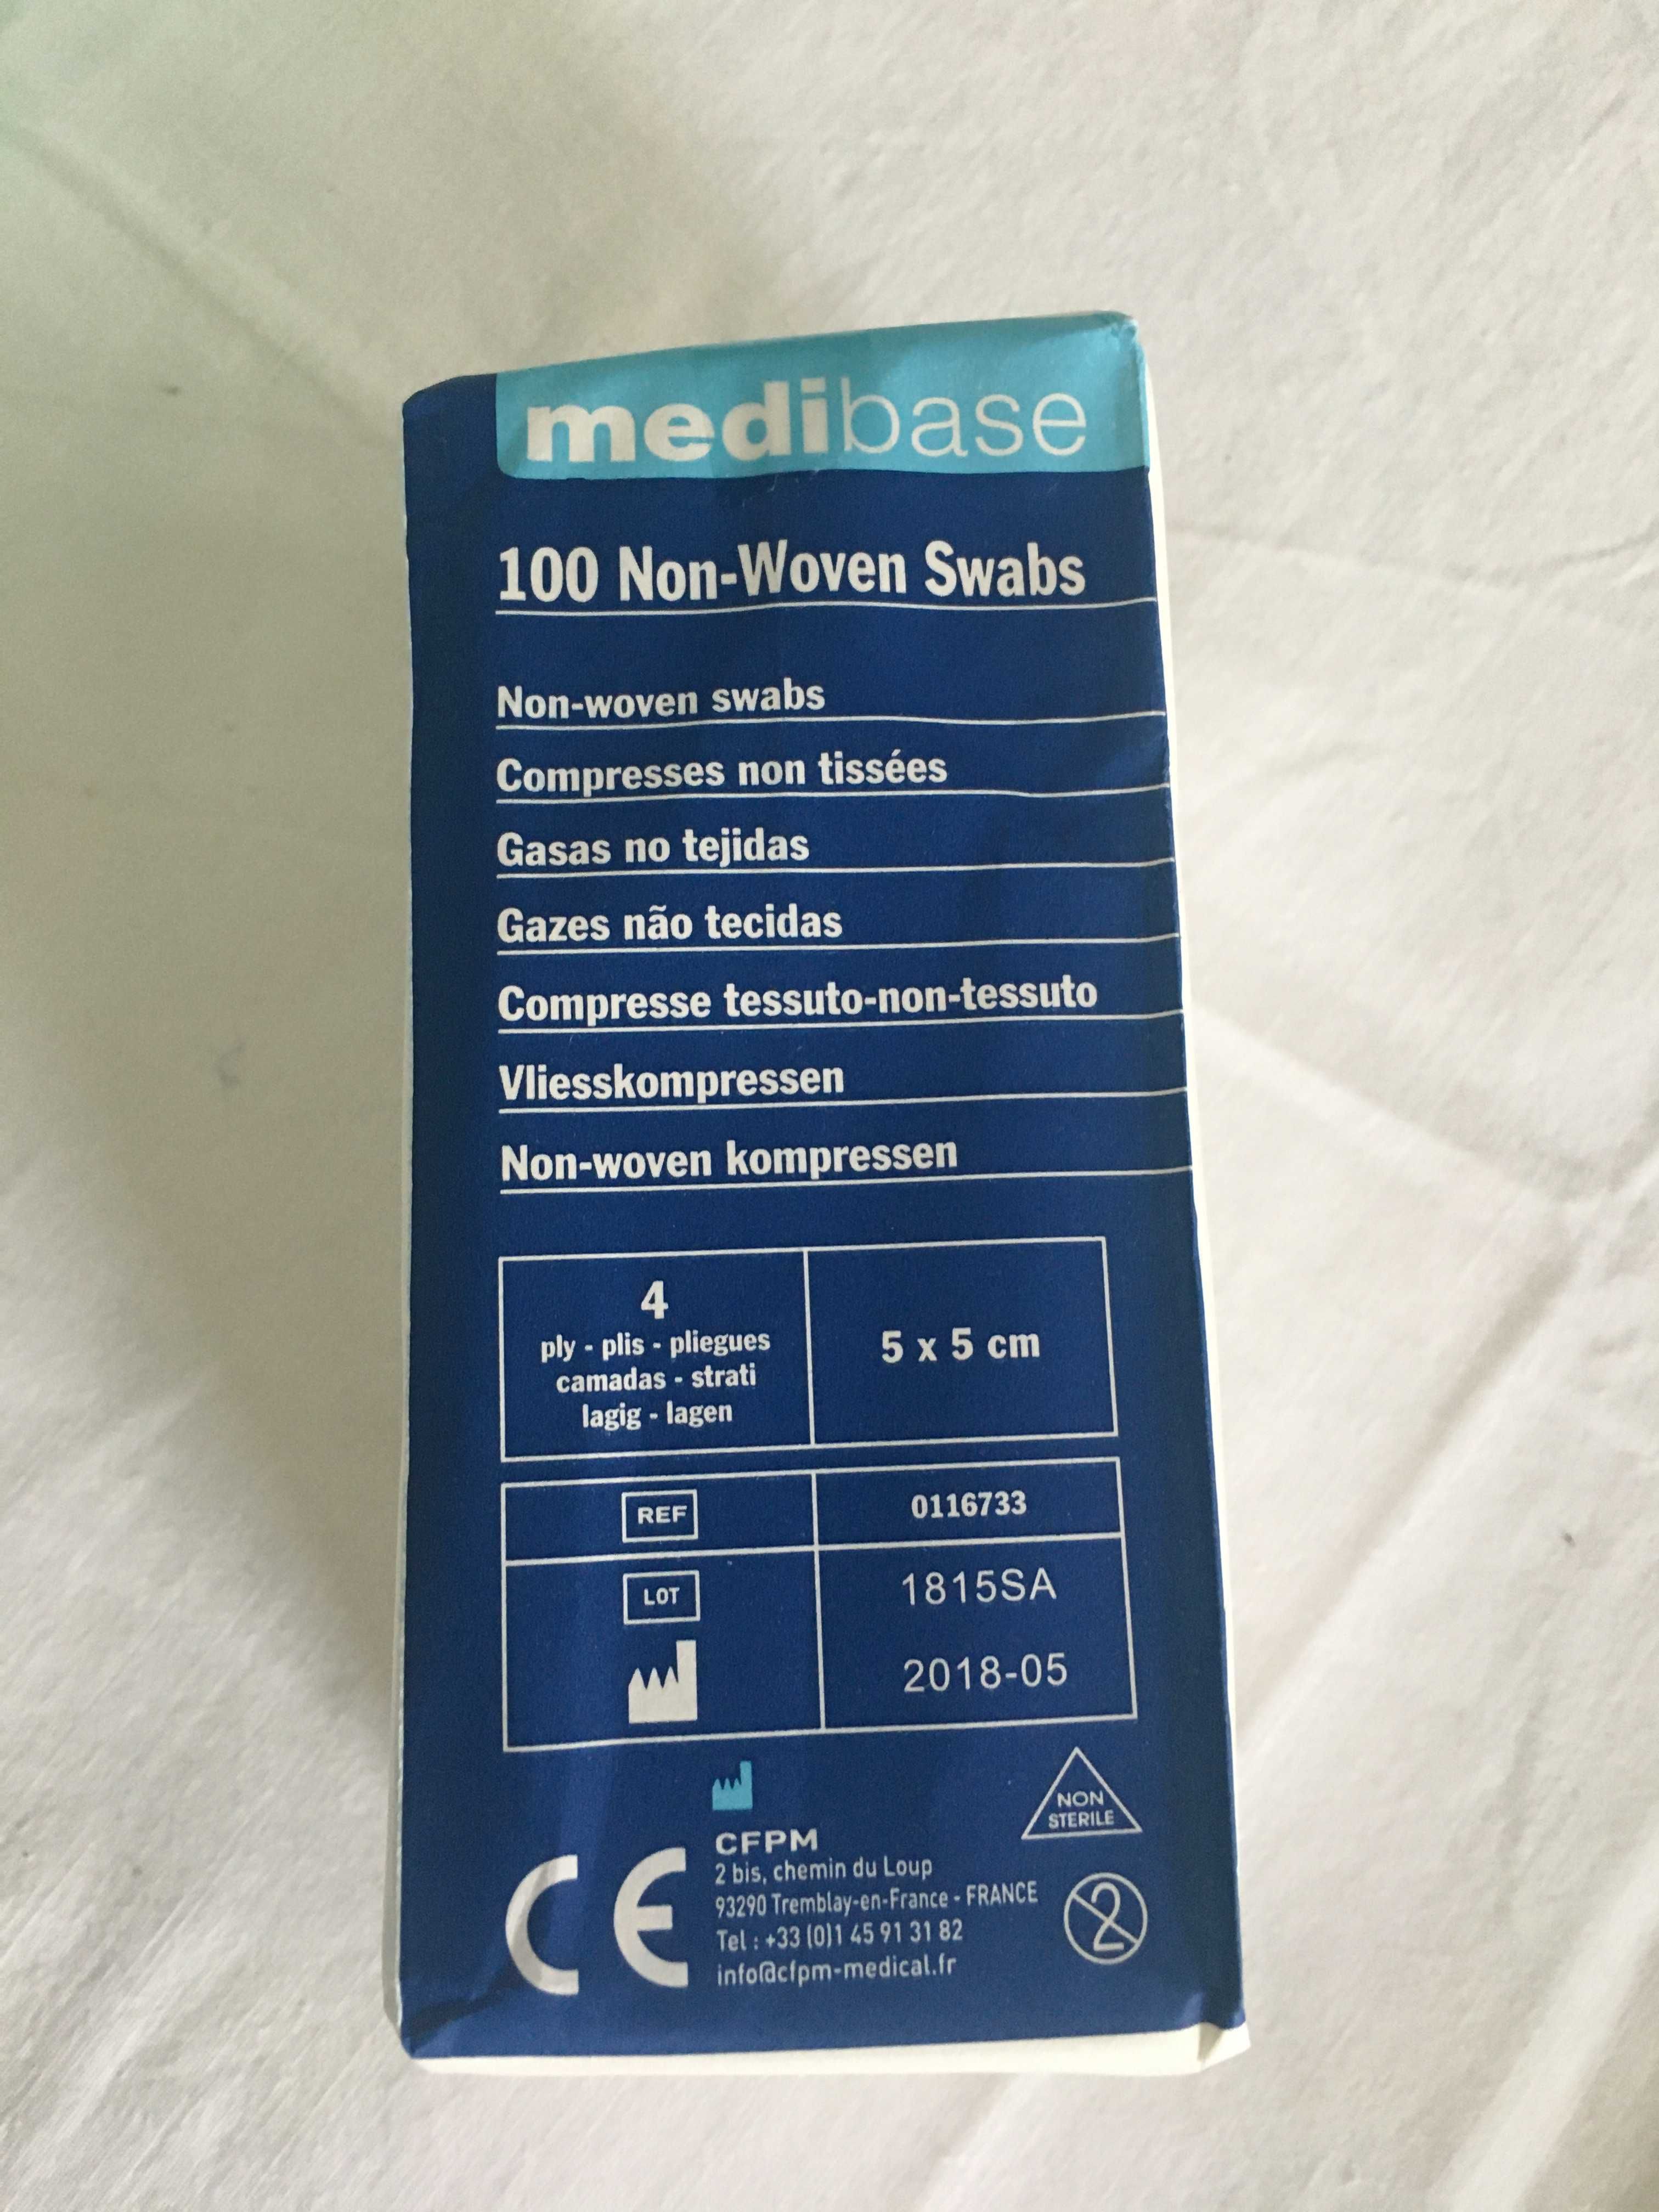 medibase
100 Non-Woven Swabs
Non-woven swabs
Compresses non tissées
Gasas no tejidas
Gazes não tecidas
Compresse tessuto-non-tessuto
Vliesskompressen
Non-woven kompressen
4
ply - plis - pliegues
camadas - strati
lagig - lagen
5 x 5 cm
REF
0116733
LOT
1815SA
2018-05
NON
STERILE
CFPM
2 bis, chemin du Loup
93290 Tremblay-en-France - FRANCE
Tel : +33 (0)1 45 91 31 82
info@cfpm-medical.fr
CE
2